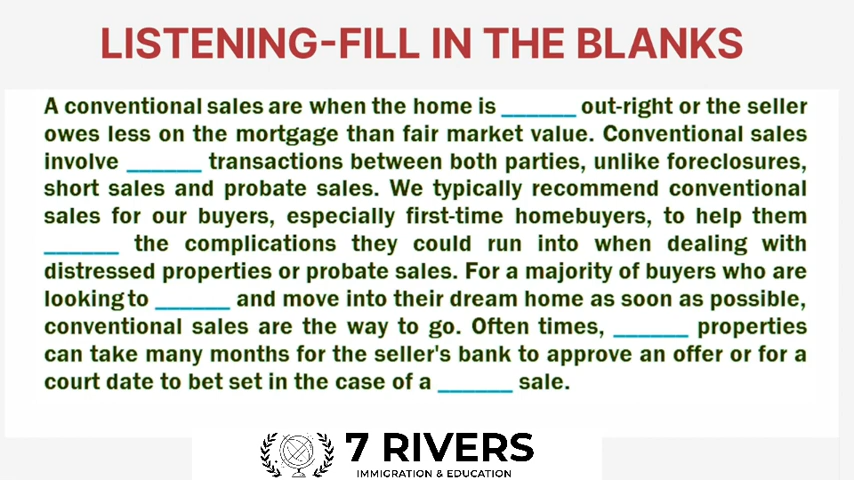 LISTENING-FILL IN THE BLANKS
A conventional sales are when the home is ______ out-right or the seller
owes less on the mortgage than fair market value. Conventional sales
involve ______ transactions between both parties, unlike foreclosures,
short sales and probate sales. We typically recommend conventional
sales for our buyers, especially first-time homebuyers, to help them
______ the complications they could run into when dealing with
distressed properties or probate sales. For a majority of buyers who are
looking to ______ and move into their dream home as soon as possible,
conventional sales are the way to go. Often times, ______ properties
can take many months for the seller's bank to approve an offer or for a
court date to bet set in the case of a ______ sale.
7 RIVERS
IMMIGRATION & EDUCATION